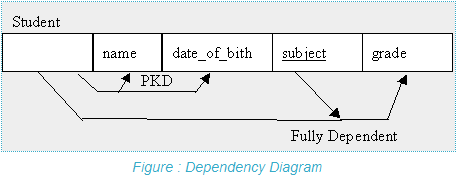 Student
name date_of_bith subject grade
PKD
Fully Dependent
Figure : Dependency Diagram